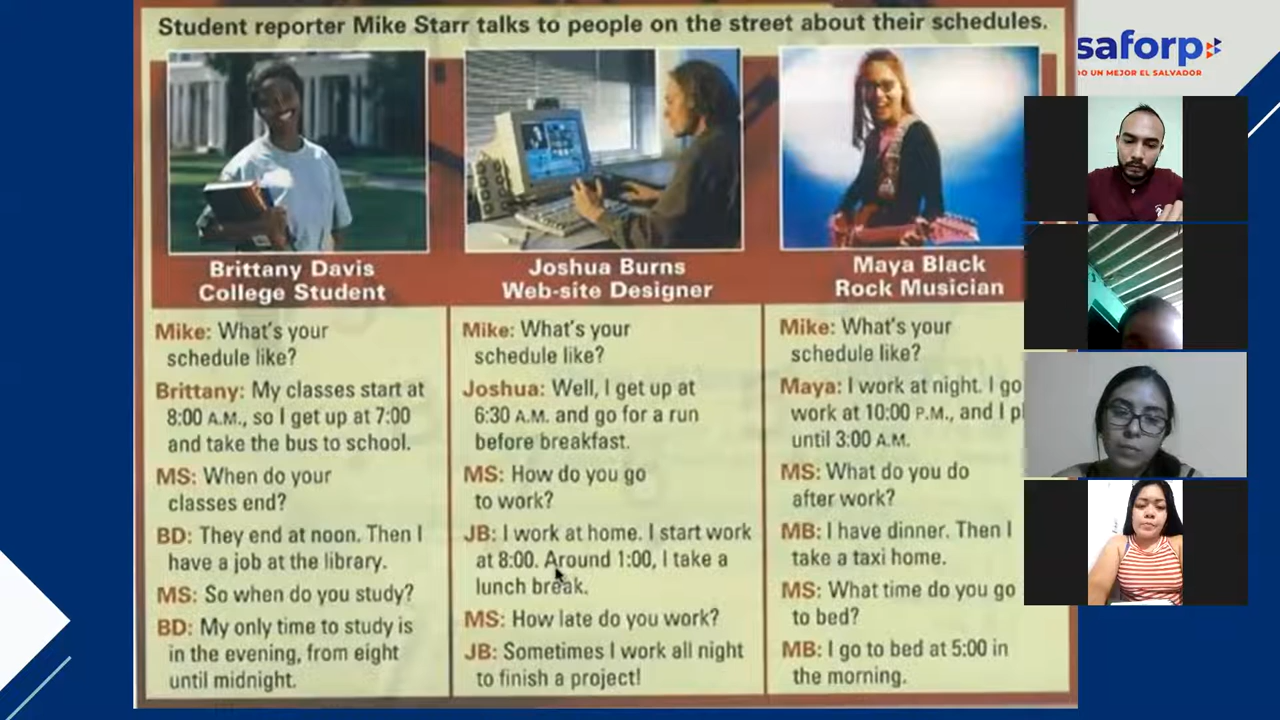 Student reporter Mike Starr talks to people on the street about their schedules.
saforp
UN MEJOR EL SALVADOR
Brittany Davis
College Student
Mike: What's your
schedule like?
Brittany: My classes start at
8:00 A.M., so I get up at 7:00
and take the bus to school.
MS: When do your
classes end?
BD: They end at noon. Then I
have a job at the library.
MS: So when do you study?
BD: My only time to study is
in the evening, from eight
until midnight.
Joshua Burns
Web-site Designer
Mike: What's your
schedule like?
Joshua: Well, I get up at
6:30 A.M. and go for a run
before breakfast.
MS: How do you go
to work?
JB: I work at home. I start work
at 8:00. Around 1:00, I take a
lunch break.
MS: How late do you work?
JB: Sometimes I work all night
to finish a project!
Maya Black
Rock Musician
Mike: What's your
schedule like?
Maya: I work at night. I go
work at 10:00 P.M., and I
until 3:00 A.M.
MS: What do you do
after work?
MB: I have dinner. Then I
take a taxi home.
MS: What time do you go
to bed?
MB: I go to bed at 5:00 in
the morning.